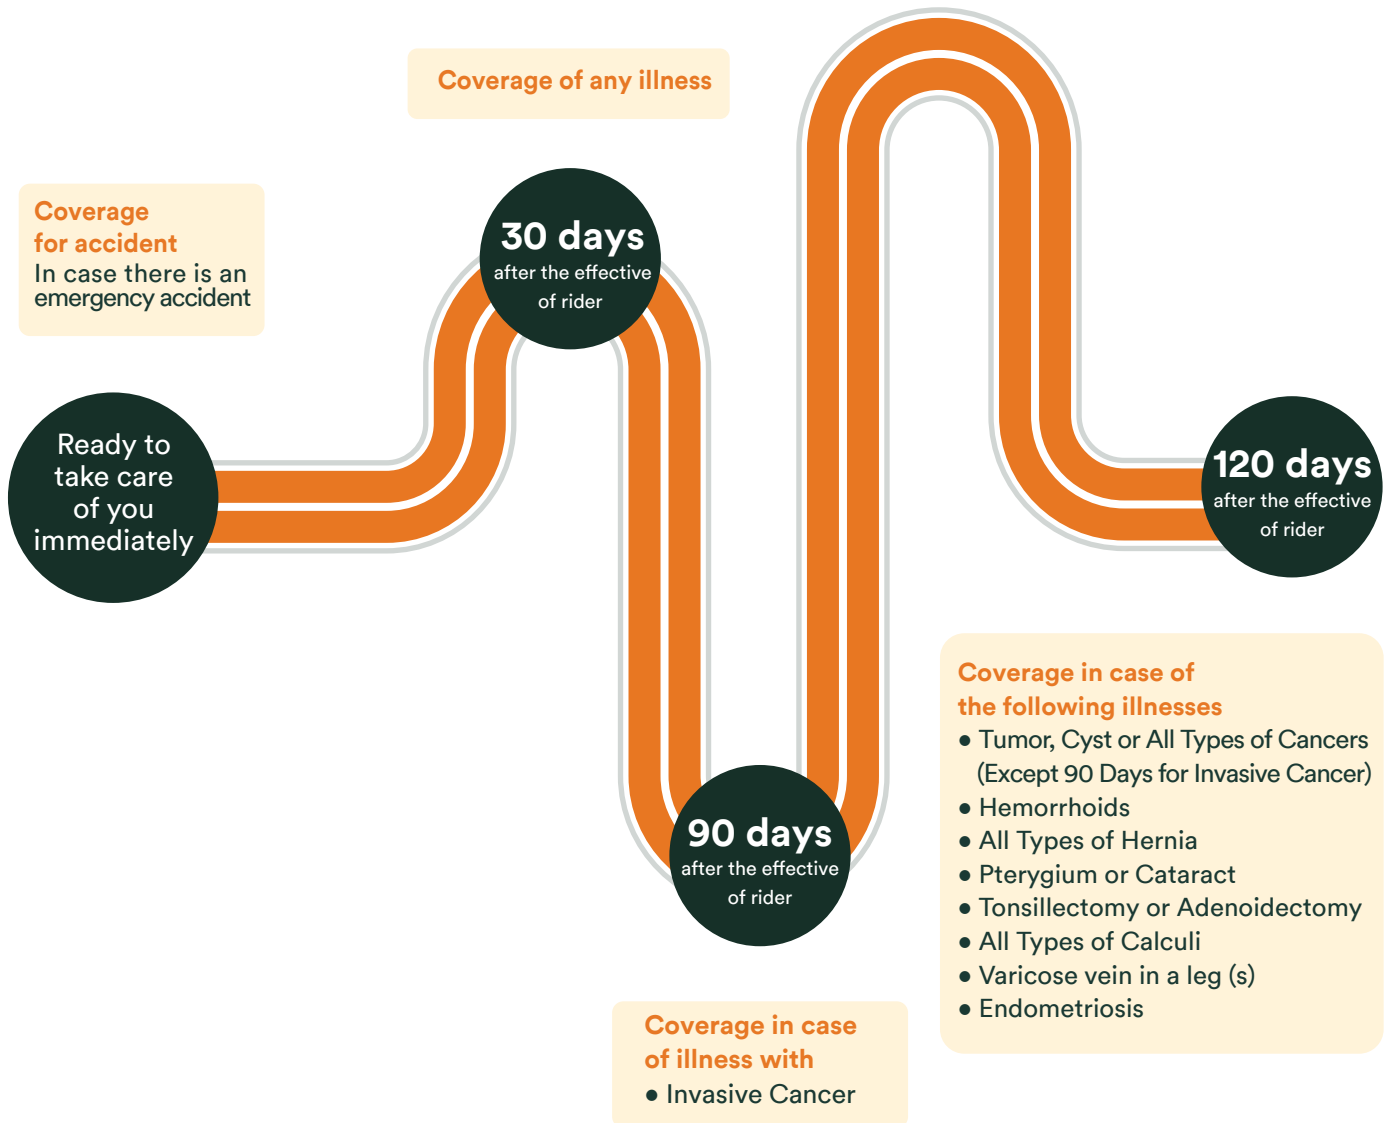 Coverage of any illness
Coverage
for accident
In case there is an
emergency accident
30 days
after the effective
of rider
Ready to
take care
of you
immediately
120 days
after the effective
of rider
90 days
after the effective
of rider
Coverage in case of
the following illnesses
● Tumor, Cyst or All Types of Cancers
(Except 90 Days for Invasive Cancer)
● Hemorrhoids
● All Types of Hernia
● Pterygium or Cataract
● Tonsillectomy or Adenoidectomy
● All Types of Calculi
● Varicose vein in a leg (s)
● Endometriosis
Coverage in case
of illness with
● Invasive Cancer